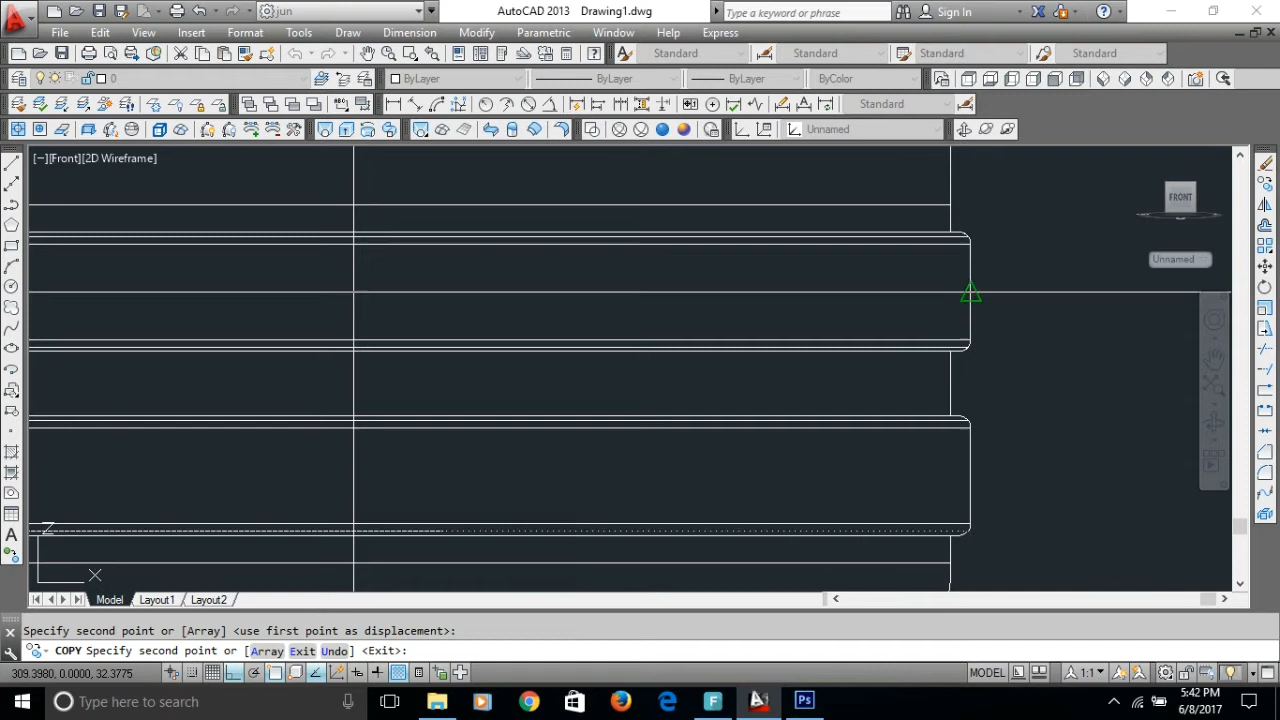 jun
AutoCAD 2013 Drawing1.dwg
Type a keyword or phrase
Sign In
File Edit View Insert Format Tools Draw Dimension Modify Parametric Window Help Express
Standard Standard Standard Standard
0 ByLayer ByLayer ByLayer ByColor
Standard
Unnamed
[−][Front][2D Wireframe]
FRONT
Unnamed
Z
X
Model Layout1 Layout2
Specify second point or [Array] <use first point as displacement>:
COPY Specify second point or [Array Exit Undo] <Exit>:
309.3980, 0.0000, 32.3775
MODEL
1:1
Type here to search
F
Ps
5:42 PM
6/8/2017